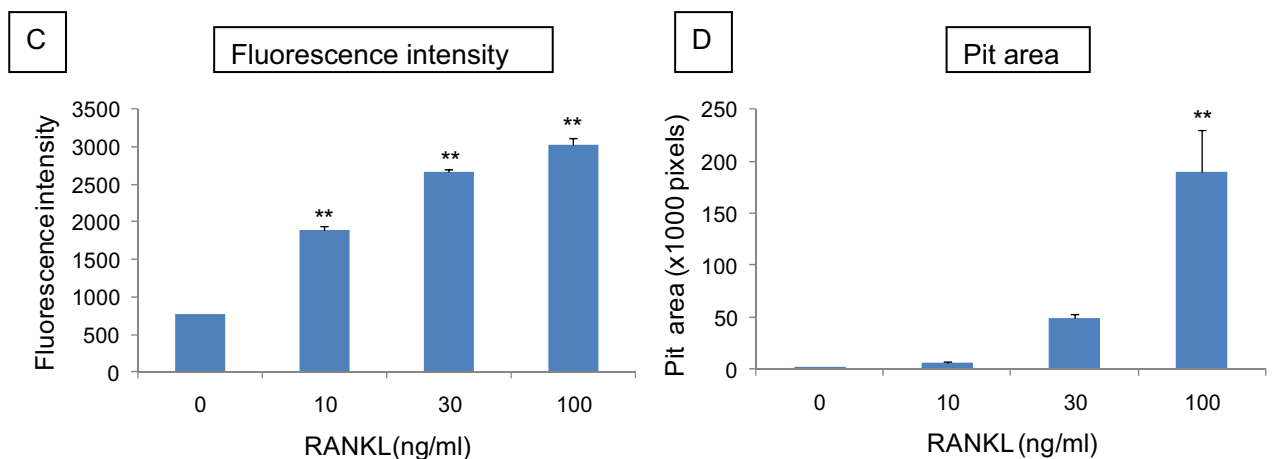 C
Fluorescence intensity
Fluorescence intensity
3500
3000
2500
2000
1500
1000
500
0
**
**
**
0 10 30 100
RANKL(ng/ml)
D
Pit area
Pit area (x1000 pixels)
250
200
150
100
50
0
**
0 10 30 100
RANKL (ng/ml)